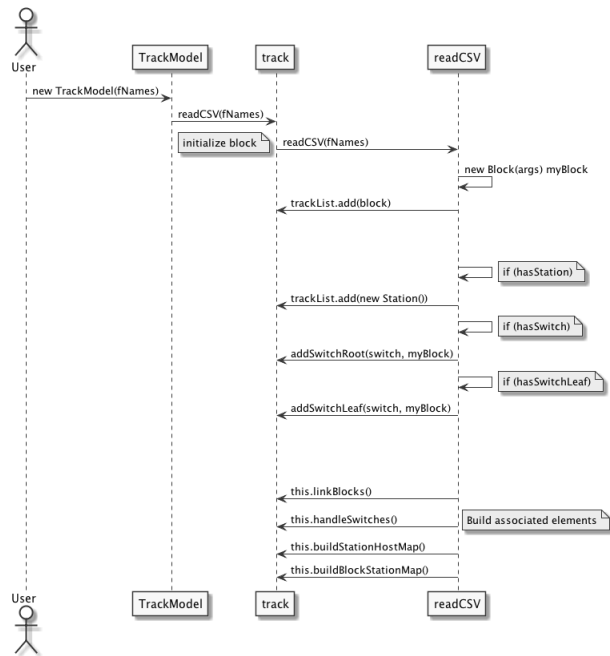 User
TrackModel
track
readCSV
new TrackModel(fNames)
readCSV(fNames)
initialize block
readCSV(fNames)
new Block(args) myBlock
trackList.add(block)
if (hasStation)
trackList.add(new Station())
if (hasSwitch)
addSwitchRoot(switch, myBlock)
if (hasSwitchLeaf)
addSwitchLeaf(switch, myBlock)
this.linkBlocks()
this.handleSwitches()
Build associated elements
this.buildStationHostMap()
this.buildBlockStationMap()
User
TrackModel
track
readCSV